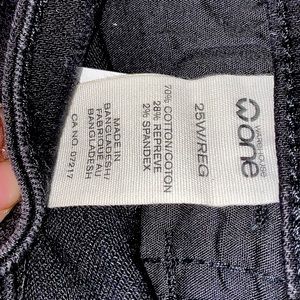 WAREHOUSE
one
25W/REG
70% COTTON/COTON
28% REPREVE
2% SPANDEX
MADE IN
BANGLADESH/
FABRIQUE AU
BANGLADESH
CA NO. 07217